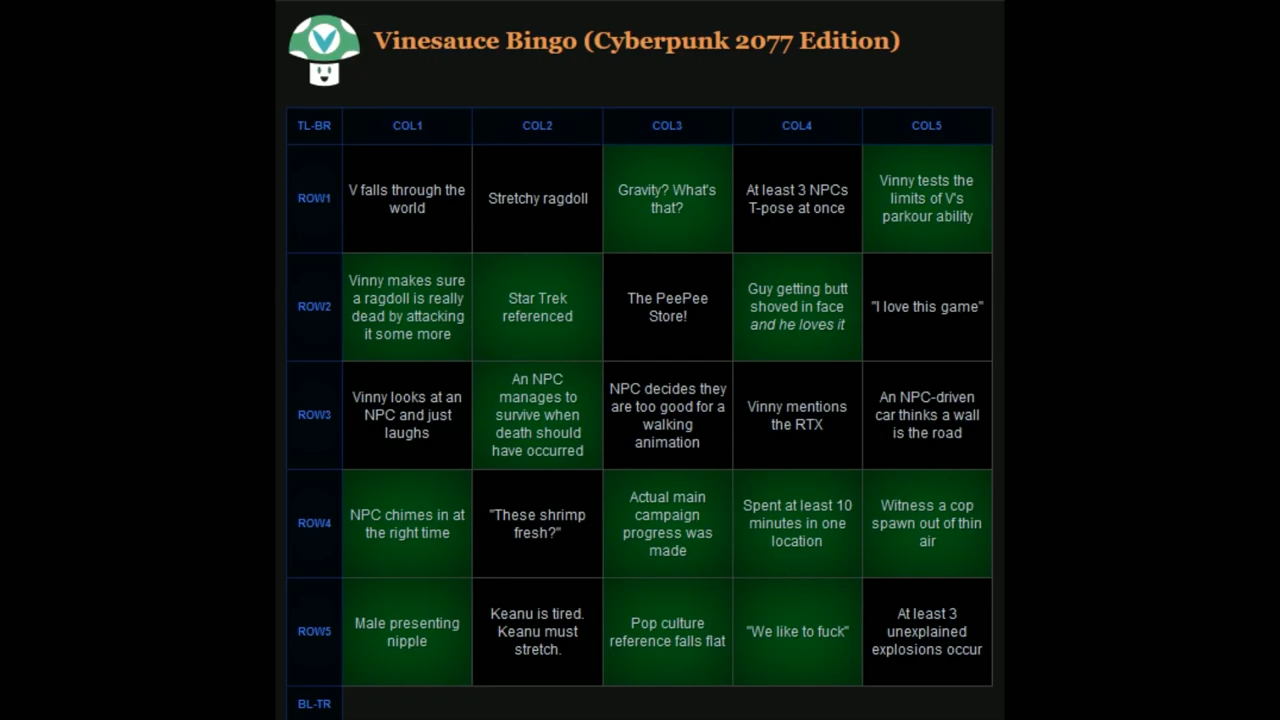 Vinesauce Bingo (Cyberpunk 2077 Edition)
TL-BR COL1 COL2 COL3 COL4 COL5
ROW1
V falls through the
world
Stretchy ragdoll
Gravity? What's
that?
At least 3 NPCs
T-pose at once
Vinny tests the
limits of V's
parkour ability
ROW2
Vinny makes sure
a ragdoll is really
dead by attacking
it some more
Star Trek
referenced
The PeePee
Store!
Guy getting butt
shoved in face
and he loves it
"I love this game"
ROW3
Vinny looks at an
NPC and just
laughs
An NPC
manages to
survive when
death should
have occurred
NPC decides they
are too good for a
walking
animation
Vinny mentions
the RTX
An NPC-driven
car thinks a wall
is the road
ROW4
NPC chimes in at
the right time
"These shrimp
fresh?"
Actual main
campaign
progress was
made
Spent at least 10
minutes in one
location
Witness a cop
spawn out of thin
air
ROW5
Male presenting
nipple
Keanu is tired.
Keanu must
stretch.
Pop culture
reference falls flat
"We like to fuck"
At least 3
unexplained
explosions occur
BL-TR